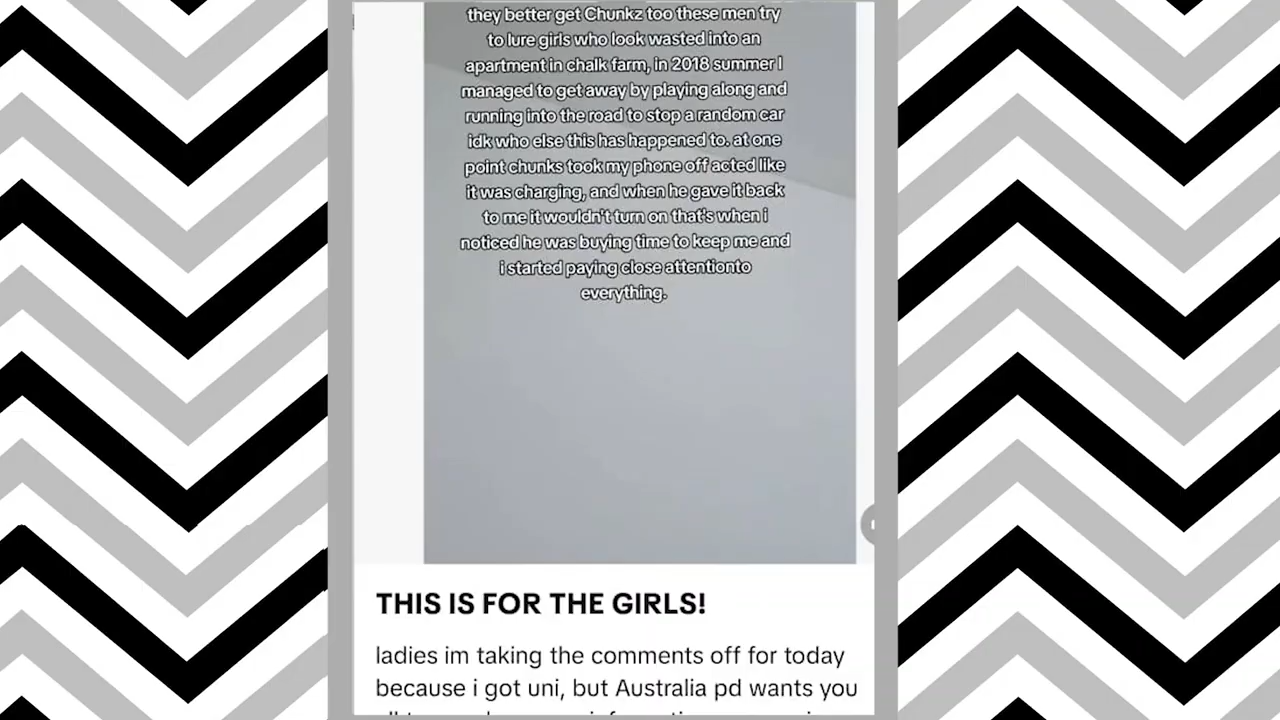 they better get Chunkz too these men try
to lure girls who look wasted into an
apartment in chalk farm, in 2018 summer I
managed to get away by playing along and
running into the road to stop a random car
idk who else this has happened to. at one
point chunks took my phone off acted like
it was charging, and when he gave it back
to me it wouldn't turn on that's when i
noticed he was buying time to keep me and
i started paying close attentionto
everything.
THIS IS FOR THE GIRLS!
ladies im taking the comments off for today
because i got uni, but Australia pd wants you